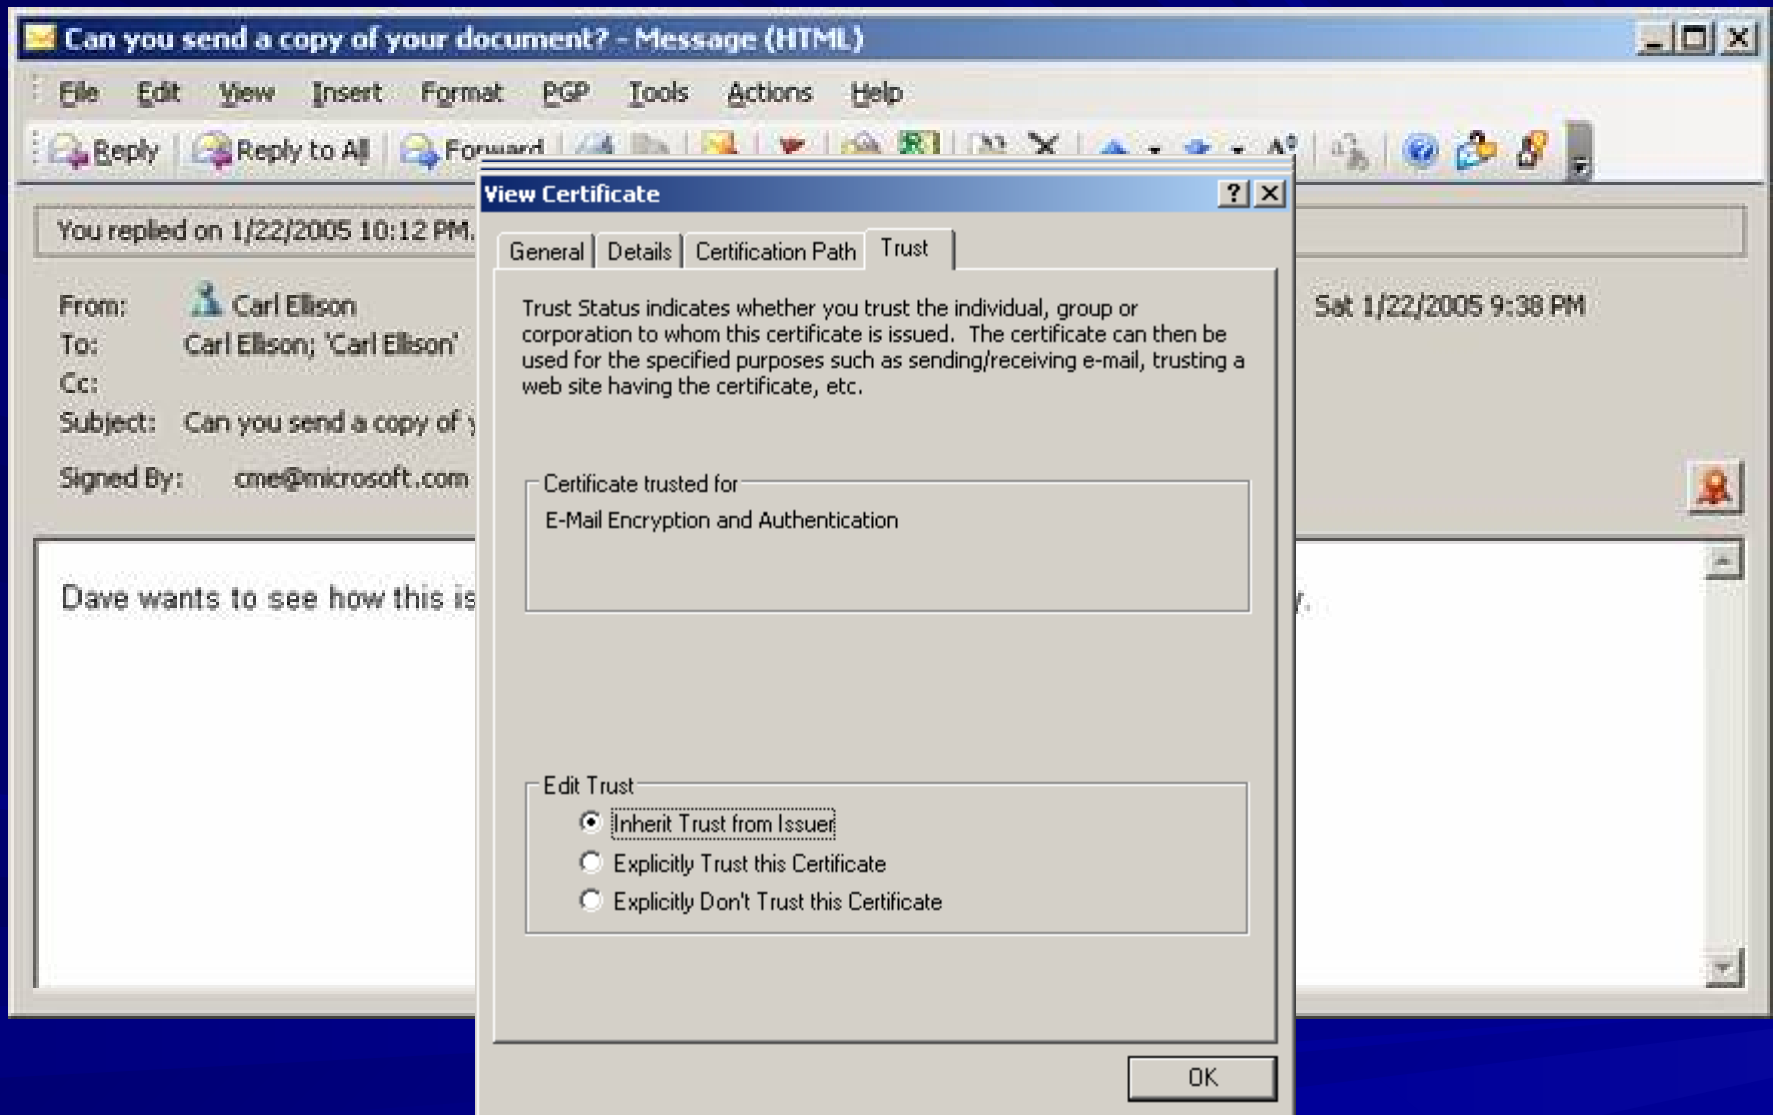 Can you send a copy of your document? - Message (HTML)
File Edit View Insert Format PGP Tools Actions Help
Reply Reply to All Forward
View Certificate
You replied on 1/22/2005 10:12 PM.
General Details Certification Path Trust
From: Carl Ellison
Sat 1/22/2005 9:38 PM
To: Carl Ellison; 'Carl Ellison'
Cc:
Subject: Can you send a copy of
Signed By: cme@microsoft.com
Trust Status indicates whether you trust the individual, group or
corporation to whom this certificate is issued. The certificate can then be
used for the specified purposes such as sending/receiving e-mail, trusting a
web site having the certificate, etc.
Certificate trusted for
E-Mail Encryption and Authentication
Dave wants to see how this is
Edit Trust
Inherit Trust from Issuer
Explicitly Trust this Certificate
Explicitly Don't Trust this Certificate
OK